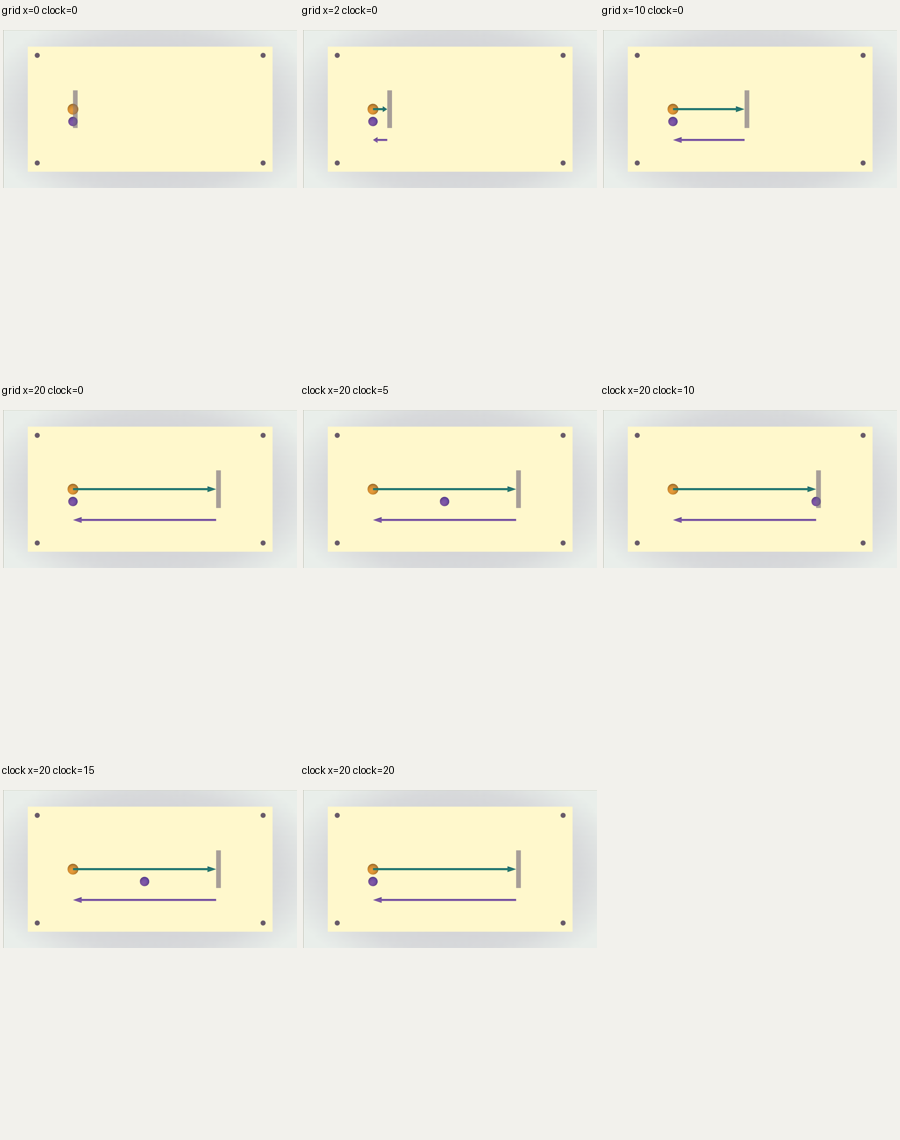 grid x=0 clock=0
grid x=2 clock=0
grid x=10 clock=0
grid x=20 clock=0
clock x=20 clock=5
clock x=20 clock=10
clock x=20 clock=15
clock x=20 clock=20